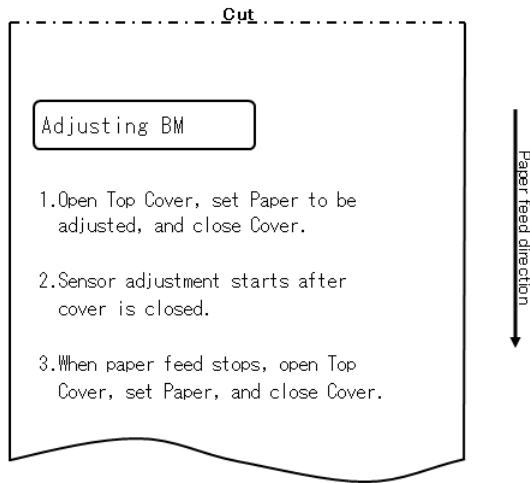 Cut
Adjusting BM
1.Open Top Cover, set Paper to be
adjusted, and close Cover.
2.Sensor adjustment starts after
cover is closed.
3.When paper feed stops, open Top
Cover, set Paper, and close Cover.
Paper feed direction